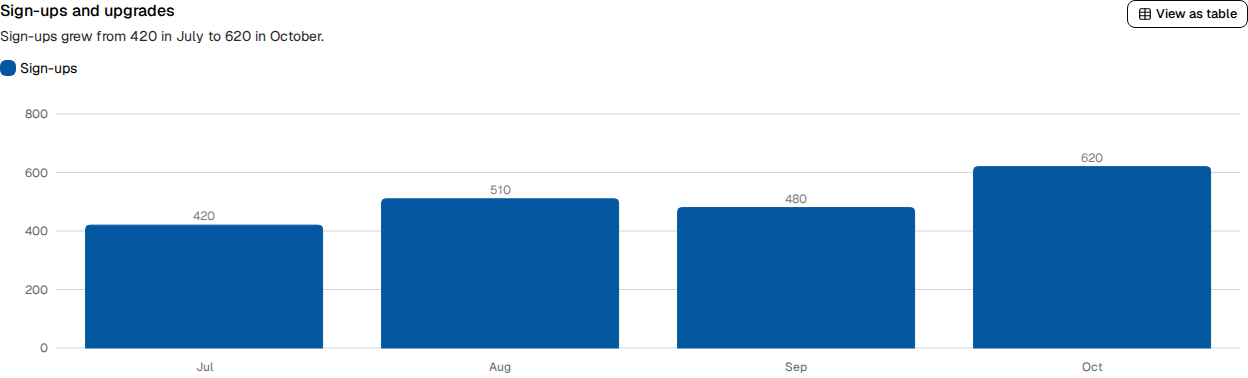 Sign-ups and upgrades
View as table
Sign-ups grew from 420 in July to 620 in October.
Sign-ups
800
600
400
200
0
420
510
480
620
Jul
Aug
Sep
Oct